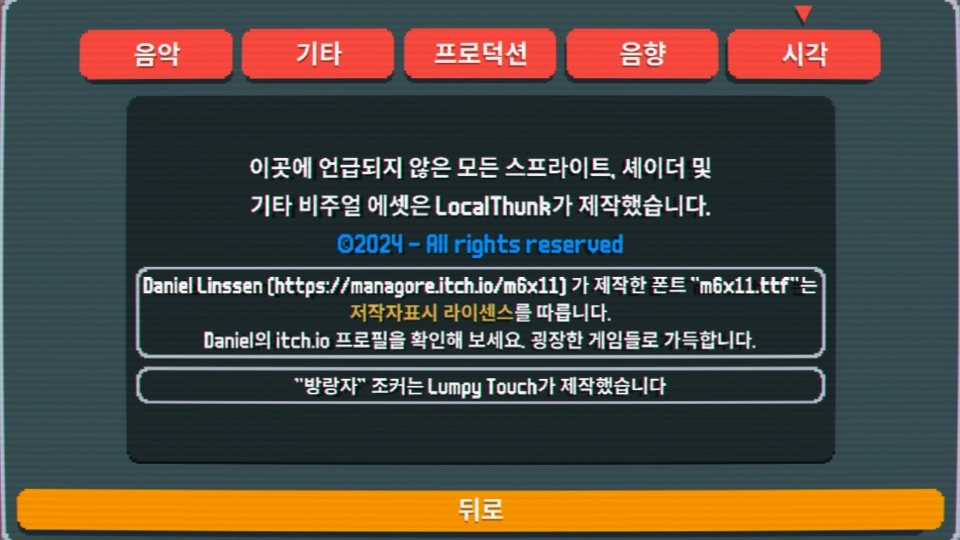 음악
기타
프로덕션
음향
시각
이곳에 언급되지 않은 모든 스프라이트, 셰이더 및
기타 비주얼 에셋은 LocalThunk가 제작했습니다.
©2024 - All rights reserved
Daniel Linssen (https://managore.itch.io/m6x11) 가 제작한 폰트 "m6x11.ttf"는
저작자표시 라이센스를 따릅니다.
Daniel의 itch.io 프로필을 확인해 보세요. 굉장한 게임들로 가득합니다.
"방랑자" 조커는 Lumpy Touch가 제작했습니다
뒤로